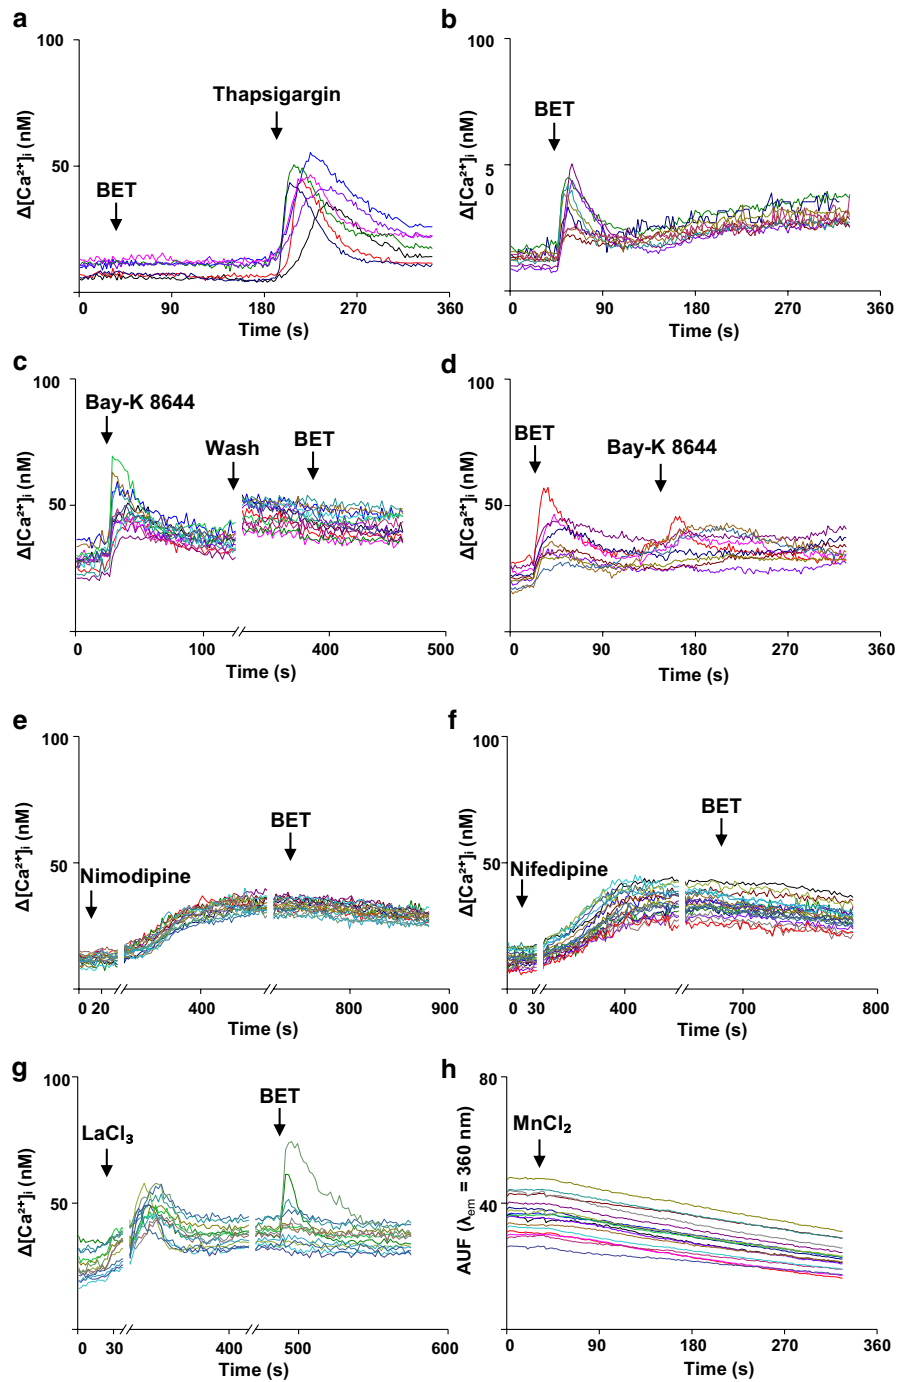 a
100
50
0 90 180 270 360
Δ[Ca²⁺]i (nM)
Time (s)
BET
Thapsigargin
b
100
5
0
0 90 180 270 360
Δ[Ca²⁺]i (nM)
Time (s)
BET
c
100
50
0 100 400 500
Δ[Ca²⁺]i (nM)
Time (s)
Bay-K 8644
Wash
BET
d
100
50
0 90 180 270 360
Δ[Ca²⁺]i (nM)
Time (s)
BET
Bay-K 8644
e
100
50
0 20 400 800 900
Δ[Ca²⁺]i (nM)
Time (s)
Nimodipine
BET
f
100
50
0 30 400 700 800
Δ[Ca²⁺]i (nM)
Time (s)
Nifedipine
BET
g
100
50
0 30 400 500 600
Δ[Ca²⁺]i (nM)
Time (s)
LaCl₃
BET
h
80
40
0 90 180 270 360
AUF (λem = 360 nm)
Time (s)
MnCl₂